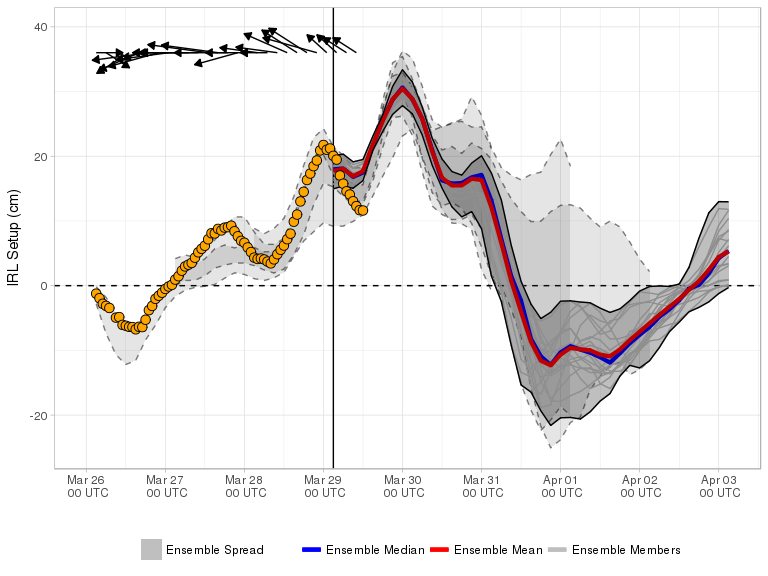 40
20
0
-20
IRL Setup (cm)
Mar 26
00 UTC
Mar 27
00 UTC
Mar 28
00 UTC
Mar 29
00 UTC
Mar 30
00 UTC
Mar 31
00 UTC
Apr 01
00 UTC
Apr 02
00 UTC
Apr 03
00 UTC
Ensemble Spread
Ensemble Median
Ensemble Mean
Ensemble Members